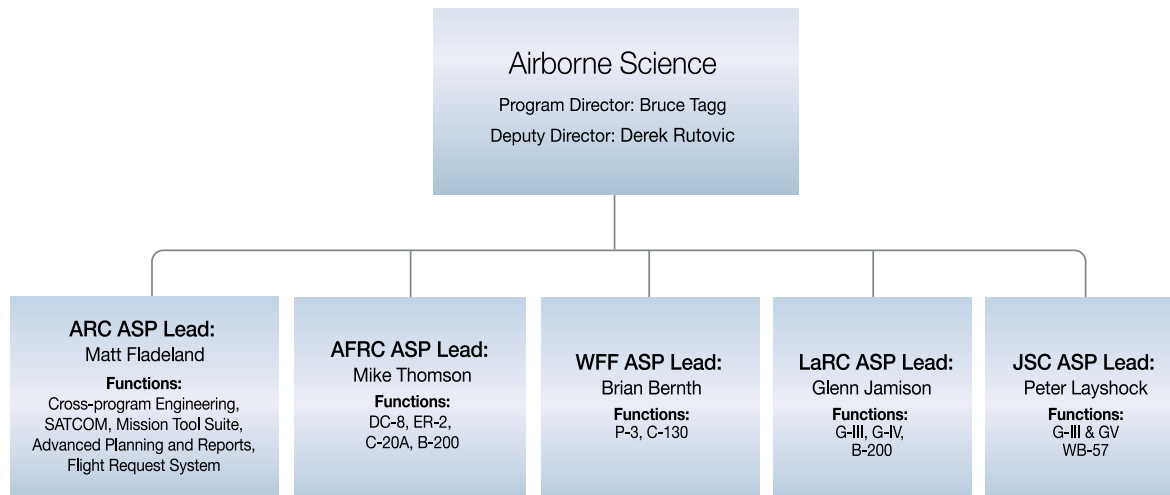 Airborne Science
Program Director: Bruce Tagg
Deputy Director: Derek Rutovic
ARC ASP Lead:
Matt Fladeland
Functions:
Cross-program Engineering,
SATCOM, Mission Tool Suite,
Advanced Planning and Reports,
Flight Request System
AFRC ASP Lead:
Mike Thomson
Functions:
DC-8, ER-2,
C-20A, B-200
WFF ASP Lead:
Brian Bernth
Functions:
P-3, C-130
LaRC ASP Lead:
Glenn Jamison
Functions:
G-III, G-IV,
B-200
JSC ASP Lead:
Peter Layshock
Functions:
G-III & GV
WB-57